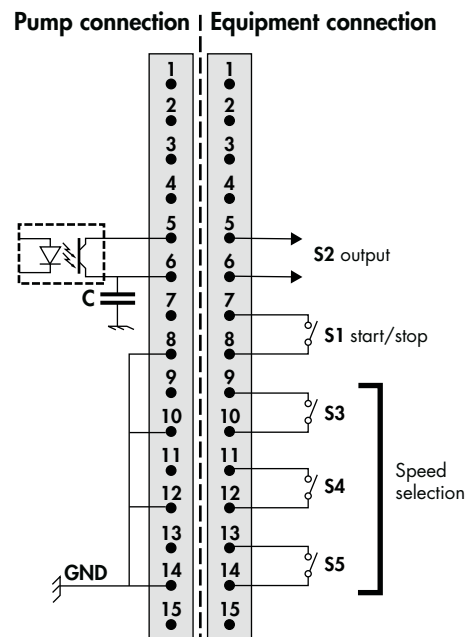 Pump connection Equipment connection
1 1
2 2
3 3
4 4
5 5
S2 output
6 6
C
7 7
S1 start/stop
8 8
9 9
S3
10 10
11 11
Speed
selection
S4
12 12
13 13
S5
GND
14 14
15 15